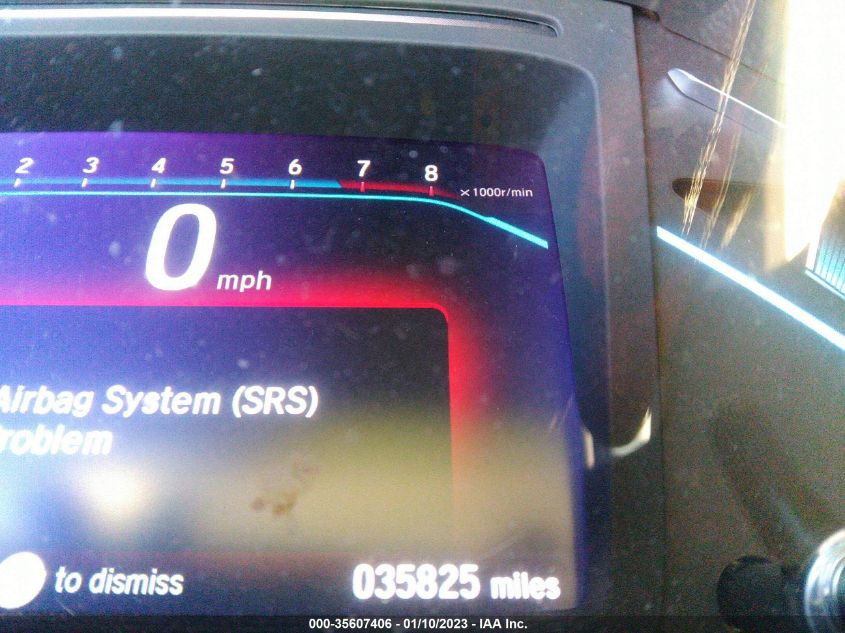 2 3 4 5 6 7 8
× 1000r/min
0 mph
Airbag System (SRS)
Problem
to dismiss
035825 miles
000-35607406 - 01/10/2023 - IAA Inc.